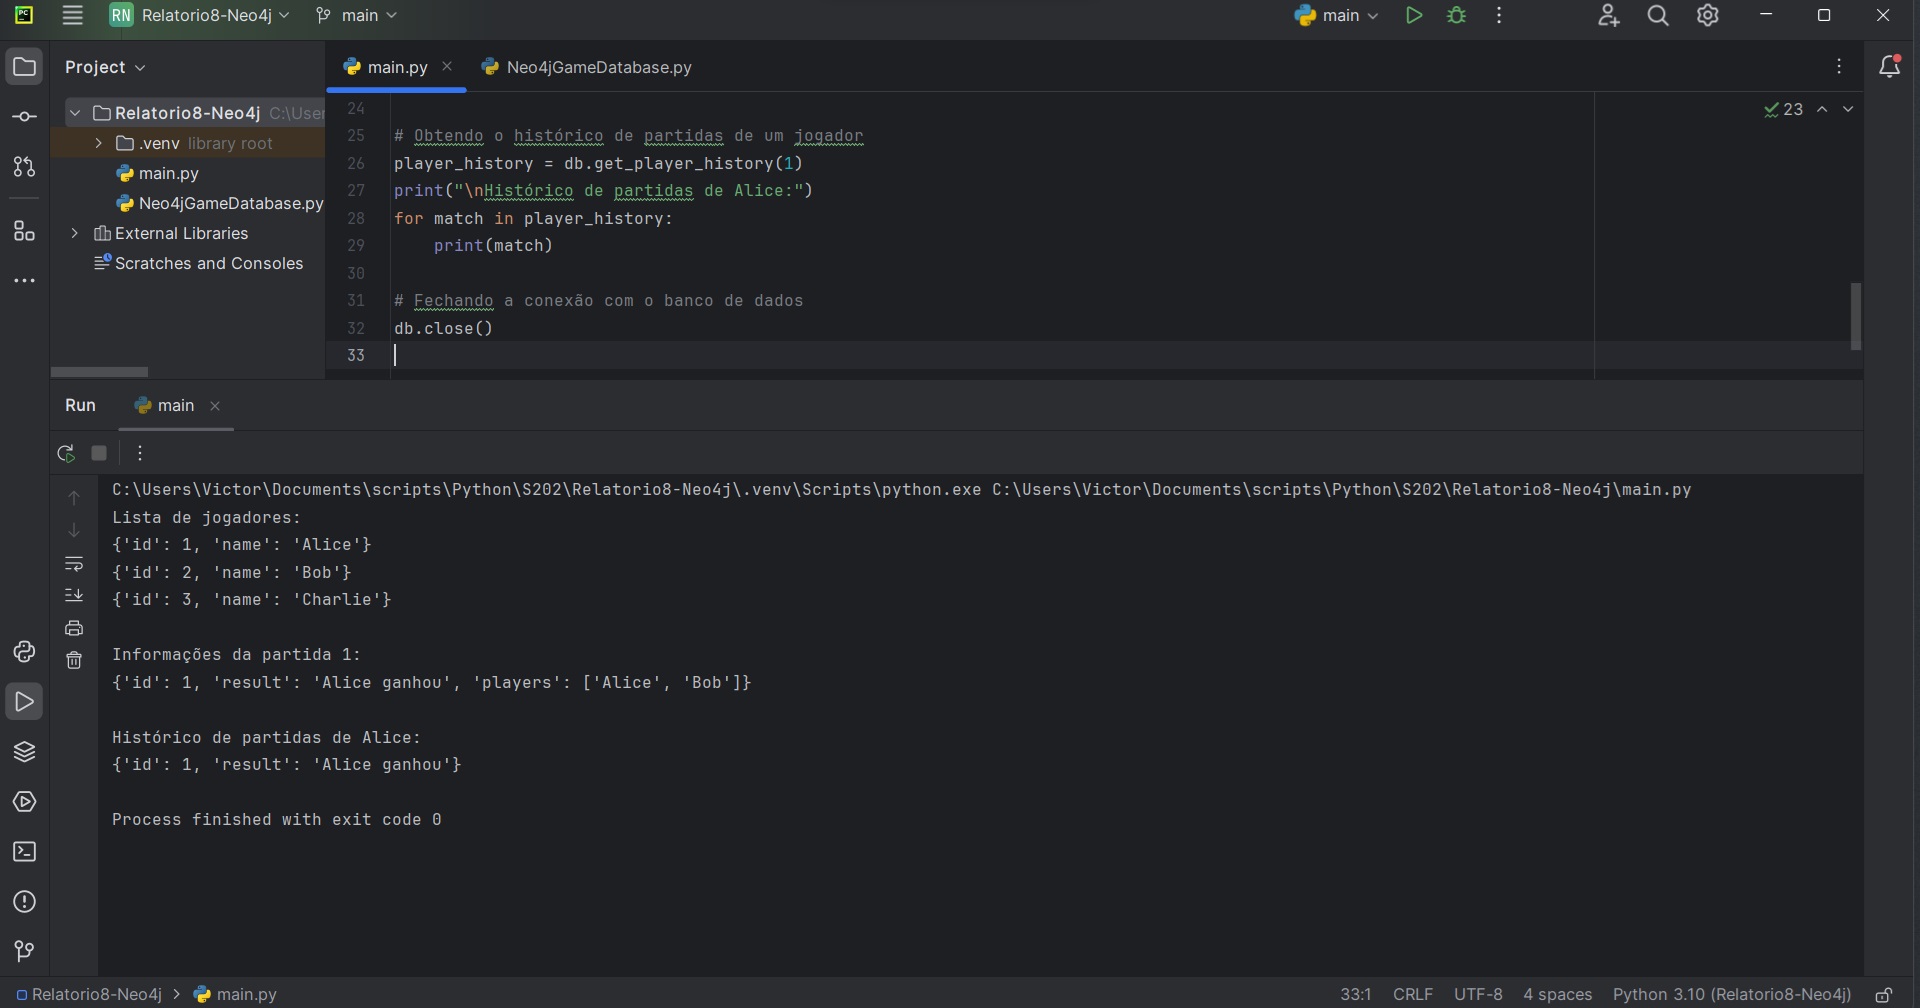 PC
RN Relatorio8-Neo4j main main
Project main.py Neo4jGameDatabase.py
Relatorio8-Neo4j C:\User
.venv library root
main.py
Neo4jGameDatabase.py
External Libraries
Scratches and Consoles
23
24
25 # Obtendo o histórico de partidas de um jogador
26 player_history = db.get_player_history(1)
27 print("\nHistórico de partidas de Alice:")
28 for match in player_history:
29 print(match)
30
31 # Fechando a conexão com o banco de dados
32 db.close()
33
Run main
C:\Users\Victor\Documents\scripts\Python\S202\Relatorio8-Neo4j\.venv\Scripts\python.exe C:\Users\Victor\Documents\scripts\Python\S202\Relatorio8-Neo4j\main.py
Lista de jogadores:
{'id': 1, 'name': 'Alice'}
{'id': 2, 'name': 'Bob'}
{'id': 3, 'name': 'Charlie'}
Informações da partida 1:
{'id': 1, 'result': 'Alice ganhou', 'players': ['Alice', 'Bob']}
Histórico de partidas de Alice:
{'id': 1, 'result': 'Alice ganhou'}
Process finished with exit code 0
Relatorio8-Neo4j > main.py 33:1 CRLF UTF-8 4 spaces Python 3.10 (Relatorio8-Neo4j)